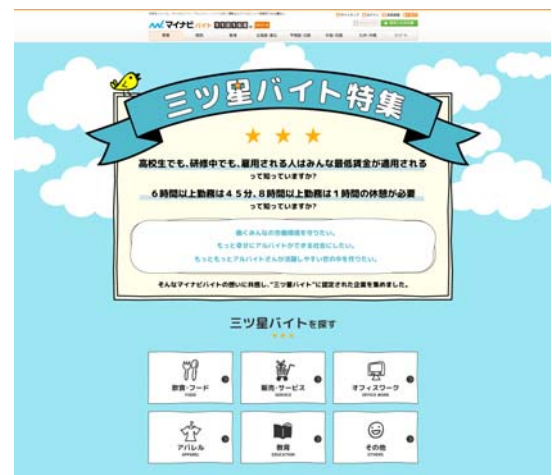 マイナビバイト
関東
関西
東海
三ツ星バイト特集
高校生でも、研修中でも、雇用される人はみんな最低賃金が適用される
って知っていますか?
6時間以上勤務は45分、8時間以上勤務は1時間の休憩が必要
って知っていますか?
働くみんなの労働環境を守りたい。
もっと幸せにアルバイトができる社会にしたい。
もっともっとアルバイトさんが活躍しやすい世の中を作りたい。
そんなマイナビバイトの想いに共感し、“三ツ星バイト”に認定された企業を集めました。
三ツ星バイトを探す
飲食・フード
FOOD
販売・サービス
SERVICE
オフィスワーク
OFFICE WORK
アパレル
APPAREL
教育
EDUCATION
その他
OTHERS